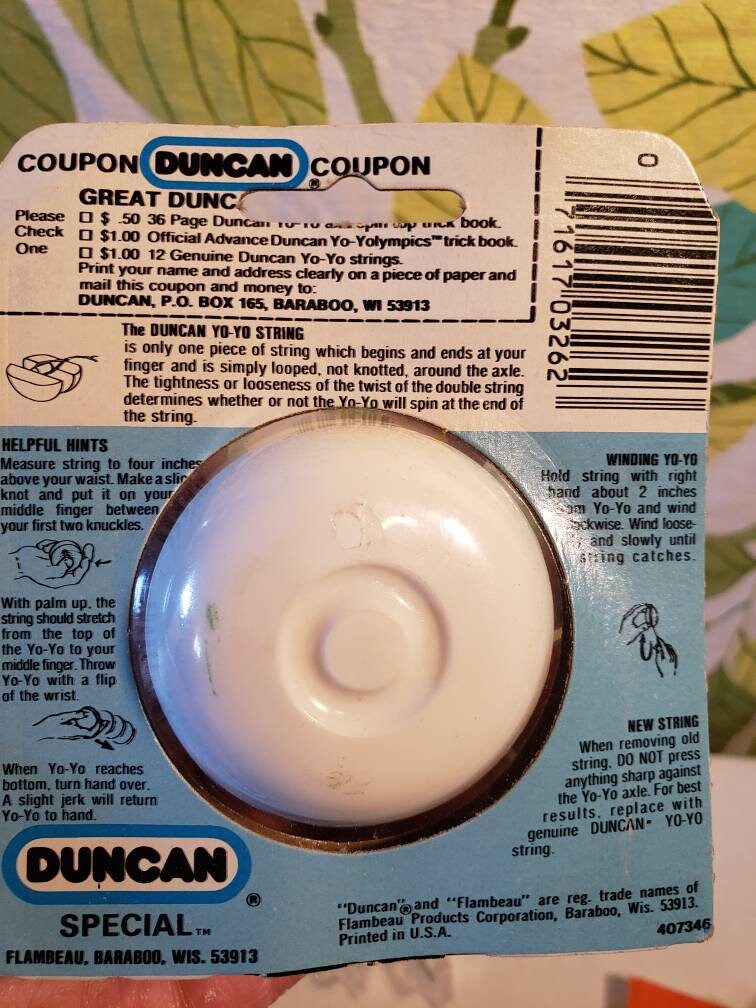 COUPON DUNCAN® COUPON
GREAT DUNC
Please □ $ .50 36 Page Duncan book.
Check □ $1.00 Official Advance Duncan Yo-Yolympics™ trick book.
One □ $1.00 12 Genuine Duncan Yo-Yo strings.
Print your name and address clearly on a piece of paper and
mail this coupon and money to:
DUNCAN, P.O. BOX 165, BARABOO, WI 53913
0
71617 03262
The DUNCAN YO-YO STRING
is only one piece of string which begins and ends at your
finger and is simply looped, not knotted, around the axle.
The tightness or looseness of the twist of the double string
determines whether or not the Yo-Yo will spin at the end of
the string.
HELPFUL HINTS
Measure string to four inches
above your waist. Make a slip
knot and put it on your
middle finger between
your first two knuckles.
With palm up, the
string should stretch
from the top of
the Yo-Yo to your
middle finger. Throw
Yo-Yo with a flip
of the wrist.
When Yo-Yo reaches
bottom, turn hand over.
A slight jerk will return
Yo-Yo to hand.
WINDING YO-YO
Hold string with right
hand about 2 inches
Yo-Yo and wind
Wind loose-
and slowly until
string catches.
NEW STRING
When removing old
string. DO NOT press
anything sharp against
the Yo-Yo axle. For best
results, replace with
genuine DUNCAN® YO-YO
string.
DUNCAN®
SPECIAL™
FLAMBEAU, BARABOO, WIS. 53913
"Duncan"® and "Flambeau" are reg. trade names of
Flambeau Products Corporation, Baraboo, Wis. 53913.
Printed in U.S.A.
407346